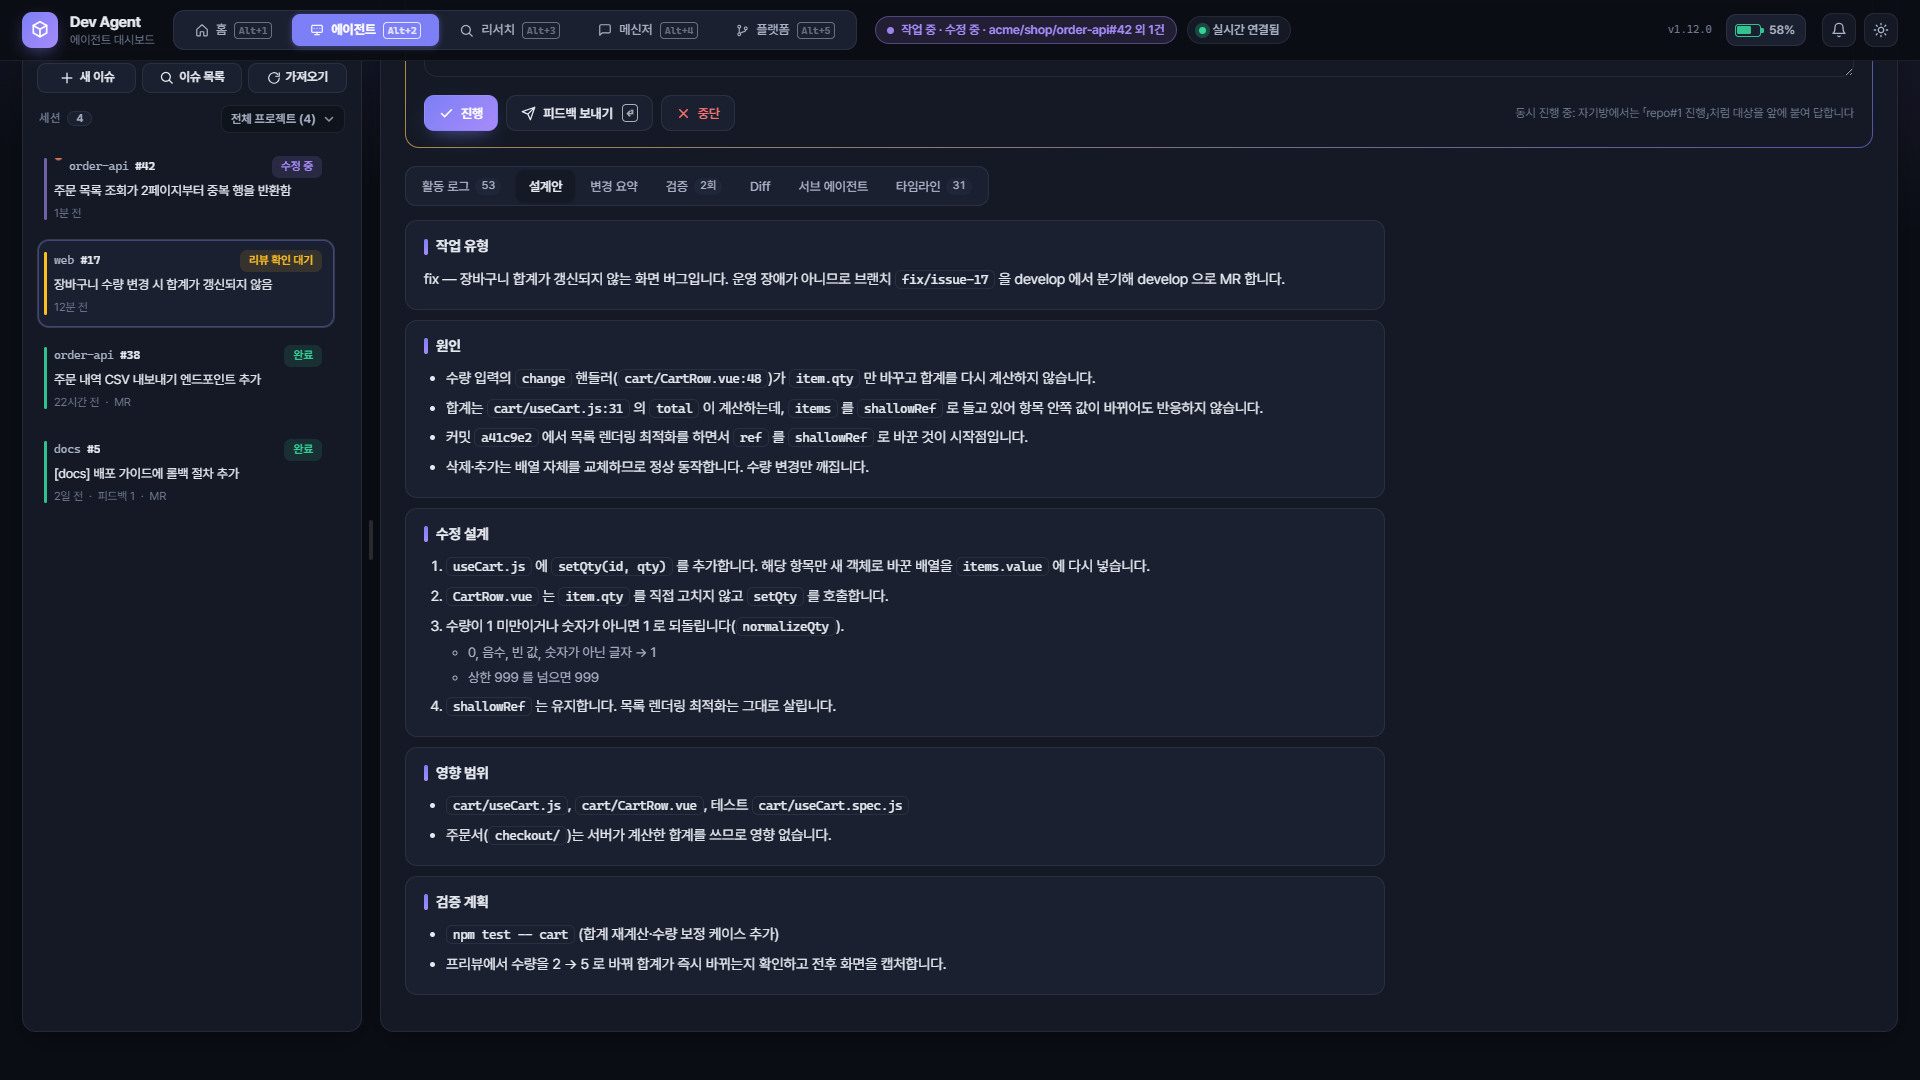 Dev Agent
에이전트 대시보드
홈 Alt+1
에이전트 Alt+2
리서치 Alt+3
메신저 Alt+4
플랫폼 Alt+5
작업 중 · 수정 중 · acme/shop/order-api#42 외 1건
실시간 연결됨
v1.12.0
58%
새 이슈
이슈 목록
가져오기
세션 4
전체 프로젝트 (4)
order-api #42
수정 중
주문 목록 조회가 2페이지부터 중복 행을 반환함
1분 전
web #17
리뷰 확인 대기
장바구니 수량 변경 시 합계가 갱신되지 않음
12분 전
order-api #38
완료
주문 내역 CSV 내보내기 엔드포인트 추가
22시간 전 · MR
docs #5
완료
[docs] 배포 가이드에 롤백 절차 추가
2일 전 · 피드백 1 · MR
진행
피드백 보내기
중단
동시 진행 중: 자기방에서는 「repo#1 진행」처럼 대상을 앞에 붙여 답합니다
활동 로그 53
설계안
변경 요약
검증 2회
Diff
서브 에이전트
타임라인 31
작업 유형
fix — 장바구니 합계가 갱신되지 않는 화면 버그입니다. 운영 장애가 아니므로 브랜치 fix/issue-17 을 develop 에서 분기해 develop 으로 MR 합니다.
원인
• 수량 입력의 change 핸들러( cart/CartRow.vue:48 )가 item.qty 만 바꾸고 합계를 다시 계산하지 않습니다.
• 합계는 cart/useCart.js:31 의 total 이 계산하는데, items 를 shallowRef 로 들고 있어 항목 안쪽 값이 바뀌어도 반응하지 않습니다.
• 커밋 a41c9e2 에서 목록 렌더링 최적화를 하면서 ref 를 shallowRef 로 바꾼 것이 시작점입니다.
• 삭제·추가는 배열 자체를 교체하므로 정상 동작합니다. 수량 변경만 깨집니다.
수정 설계
1. useCart.js 에 setQty(id, qty) 를 추가합니다. 해당 항목만 새 객체로 바꾼 배열을 items.value 에 다시 넣습니다.
2. CartRow.vue 는 item.qty 를 직접 고치지 않고 setQty 를 호출합니다.
3. 수량이 1 미만이거나 숫자가 아니면 1 로 되돌립니다( normalizeQty ).
◦ 0, 음수, 빈 값, 숫자가 아닌 글자 → 1
◦ 상한 999 를 넘으면 999
4. shallowRef 는 유지합니다. 목록 렌더링 최적화는 그대로 살립니다.
영향 범위
• cart/useCart.js , cart/CartRow.vue , 테스트 cart/useCart.spec.js
• 주문서( checkout/ )는 서버가 계산한 합계를 쓰므로 영향 없습니다.
검증 계획
• npm test -- cart (합계 재계산·수량 보정 케이스 추가)
• 프리뷰에서 수량을 2 → 5 로 바꿔 합계가 즉시 바뀌는지 확인하고 전후 화면을 캡처합니다.